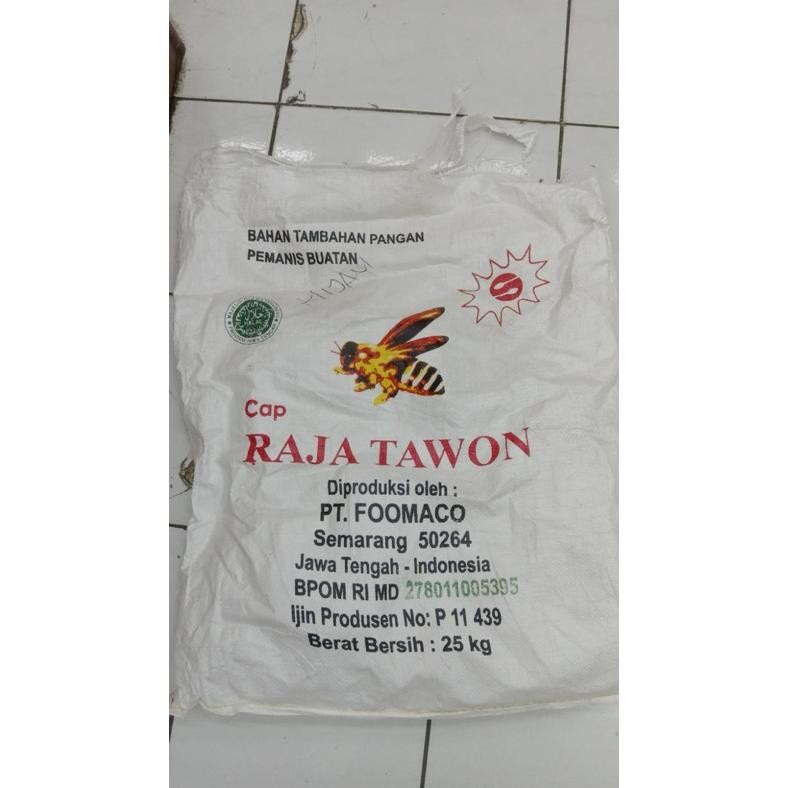 BAHAN TAMBAHAN PANGAN
PEMANIS BUATAN
HIJAU
Cap
RAJA TAWON
Diproduksi oleh :
PT. FOOMACO
Semarang 50264
Jawa Tengah - Indonesia
BPOM RI MD 278011005395
Ijin Produsen No: P 11 439
Berat Bersih : 25 kg